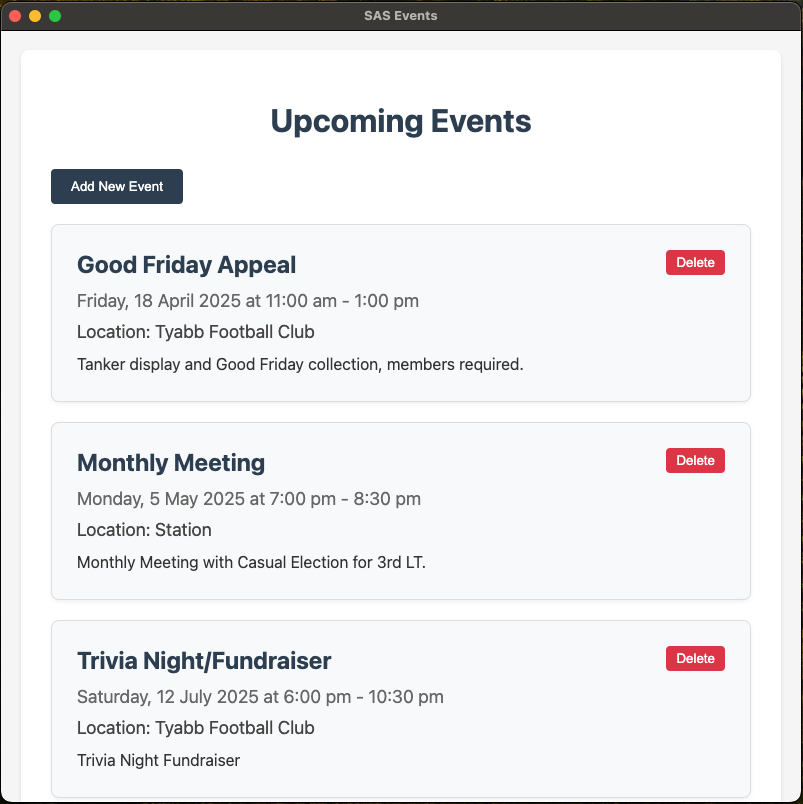 SAS Events
Upcoming Events
Add New Event
Good Friday Appeal
Delete
Friday, 18 April 2025 at 11:00 am - 1:00 pm
Location: Tyabb Football Club
Tanker display and Good Friday collection, members required.
Monthly Meeting
Delete
Monday, 5 May 2025 at 7:00 pm - 8:30 pm
Location: Station
Monthly Meeting with Casual Election for 3rd LT.
Trivia Night/Fundraiser
Delete
Saturday, 12 July 2025 at 6:00 pm - 10:30 pm
Location: Tyabb Football Club
Trivia Night Fundraiser